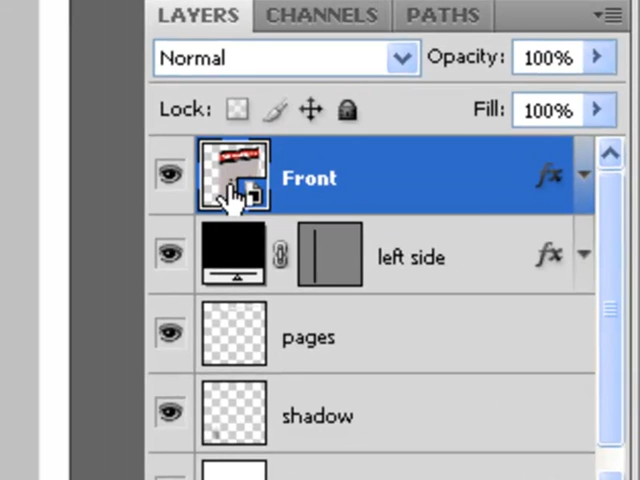 LAYERS CHANNELS PATHS
Normal Opacity: 100%
Lock: Fill: 100%
Front fx
left side fx
pages
shadow